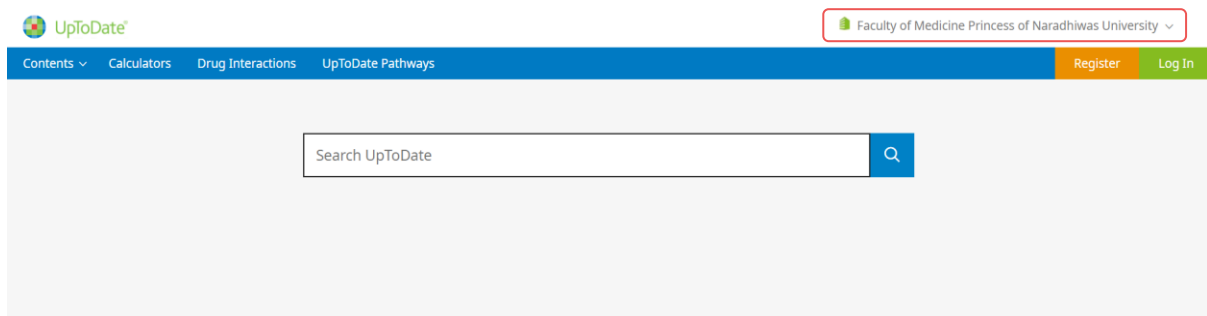 UpToDate®
Faculty of Medicine Princess of Naradhiwas University
Contents Calculators Drug Interactions UpToDate Pathways Register Log In
Search UpToDate